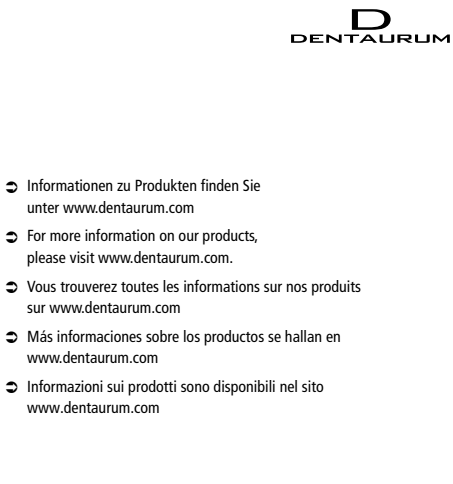 D
DENTAURUM
➲ Informationen zu Produkten finden Sie
unter www.dentaurum.com
➲ For more information on our products,
please visit www.dentaurum.com.
➲ Vous trouverez toutes les informations sur nos produits
sur www.dentaurum.com
➲ Más informaciones sobre los productos se hallan en
www.dentaurum.com
➲ Informazioni sui prodotti sono disponibili nel sito
www.dentaurum.com